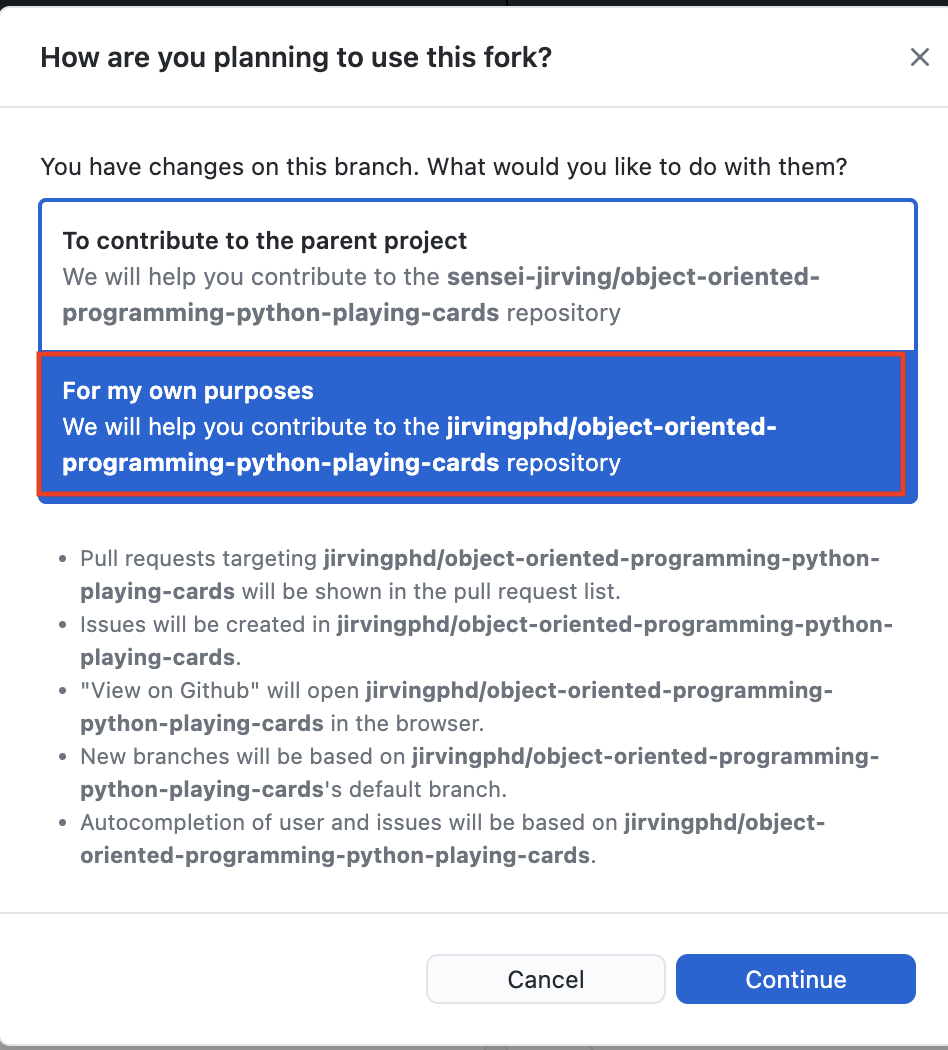 How are you planning to use this fork?
You have changes on this branch. What would you like to do with them?
To contribute to the parent project
We will help you contribute to the sensei-jirving/object-oriented-
programming-python-playing-cards repository
For my own purposes
We will help you contribute to the jirvingphd/object-oriented-
programming-python-playing-cards repository
• Pull requests targeting jirvingphd/object-oriented-programming-python-
playing-cards will be shown in the pull request list.
• Issues will be created in jirvingphd/object-oriented-programming-python-
playing-cards.
• "View on Github" will open jirvingphd/object-oriented-programming-
python-playing-cards in the browser.
• New branches will be based on jirvingphd/object-oriented-programming-
python-playing-cards's default branch.
• Autocompletion of user and issues will be based on jirvingphd/object-
oriented-programming-python-playing-cards.
Cancel
Continue